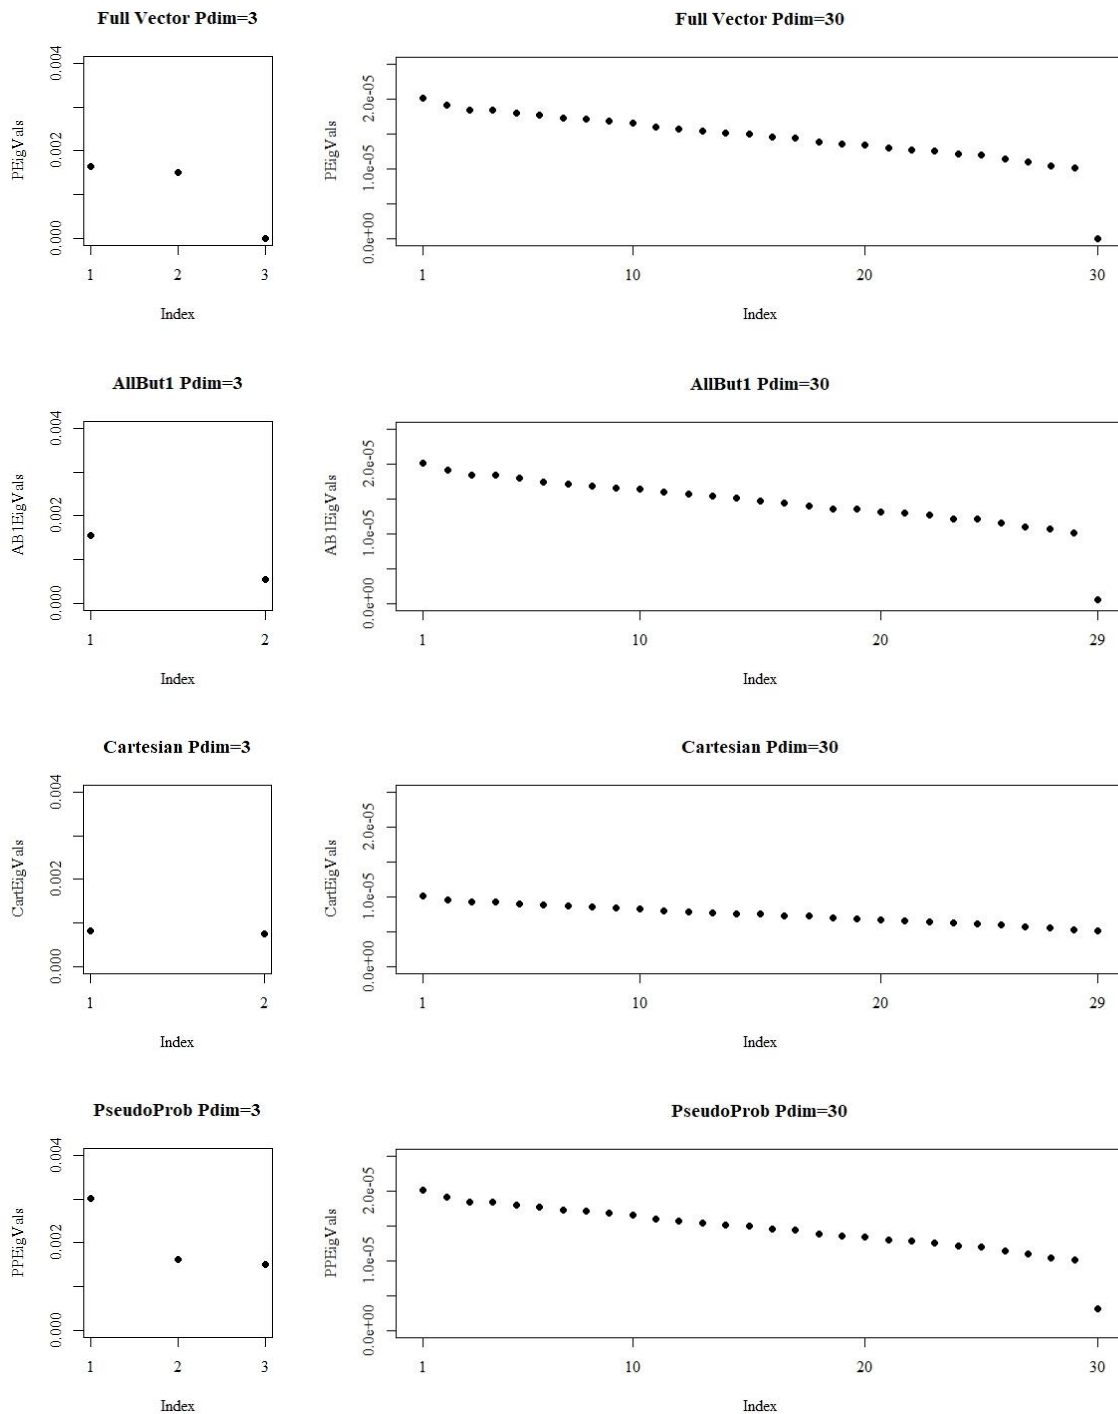 Full Vector Pdim=3
Full Vector Pdim=30
PEigVals
0.000
0.002
0.004
1
2
3
Index
PEigVals
0.0e+00
1.0e-05
2.0e-05
1
10
20
30
Index
AllBut1 Pdim=3
AllBut1 Pdim=30
AB1EigVals
0.000
0.002
0.004
1
2
Index
AB1EigVals
0.0e+00
1.0e-05
2.0e-05
1
10
20
29
Index
Cartesian Pdim=3
Cartesian Pdim=30
CartEigVals
0.000
0.002
0.004
1
2
Index
CartEigVals
0.0e+00
1.0e-05
2.0e-05
1
10
20
29
Index
PseudoProb Pdim=3
PseudoProb Pdim=30
PPEigVals
0.000
0.002
0.004
1
2
3
Index
PPEigVals
0.0e+00
1.0e-05
2.0e-05
1
10
20
30
Index